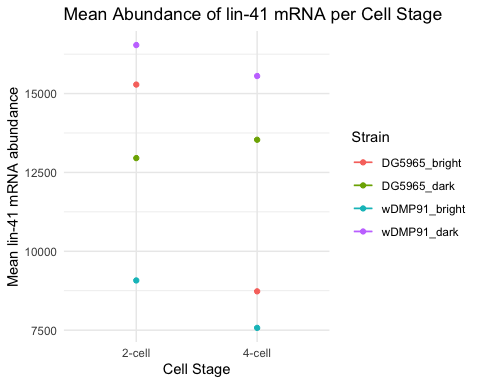 Mean Abundance of lin-41 mRNA per Cell Stage
Mean lin-41 mRNA abundance
15000
12500
10000
7500
2-cell
4-cell
Cell Stage
Strain
DG5965_bright
DG5965_dark
wDMP91_bright
wDMP91_dark